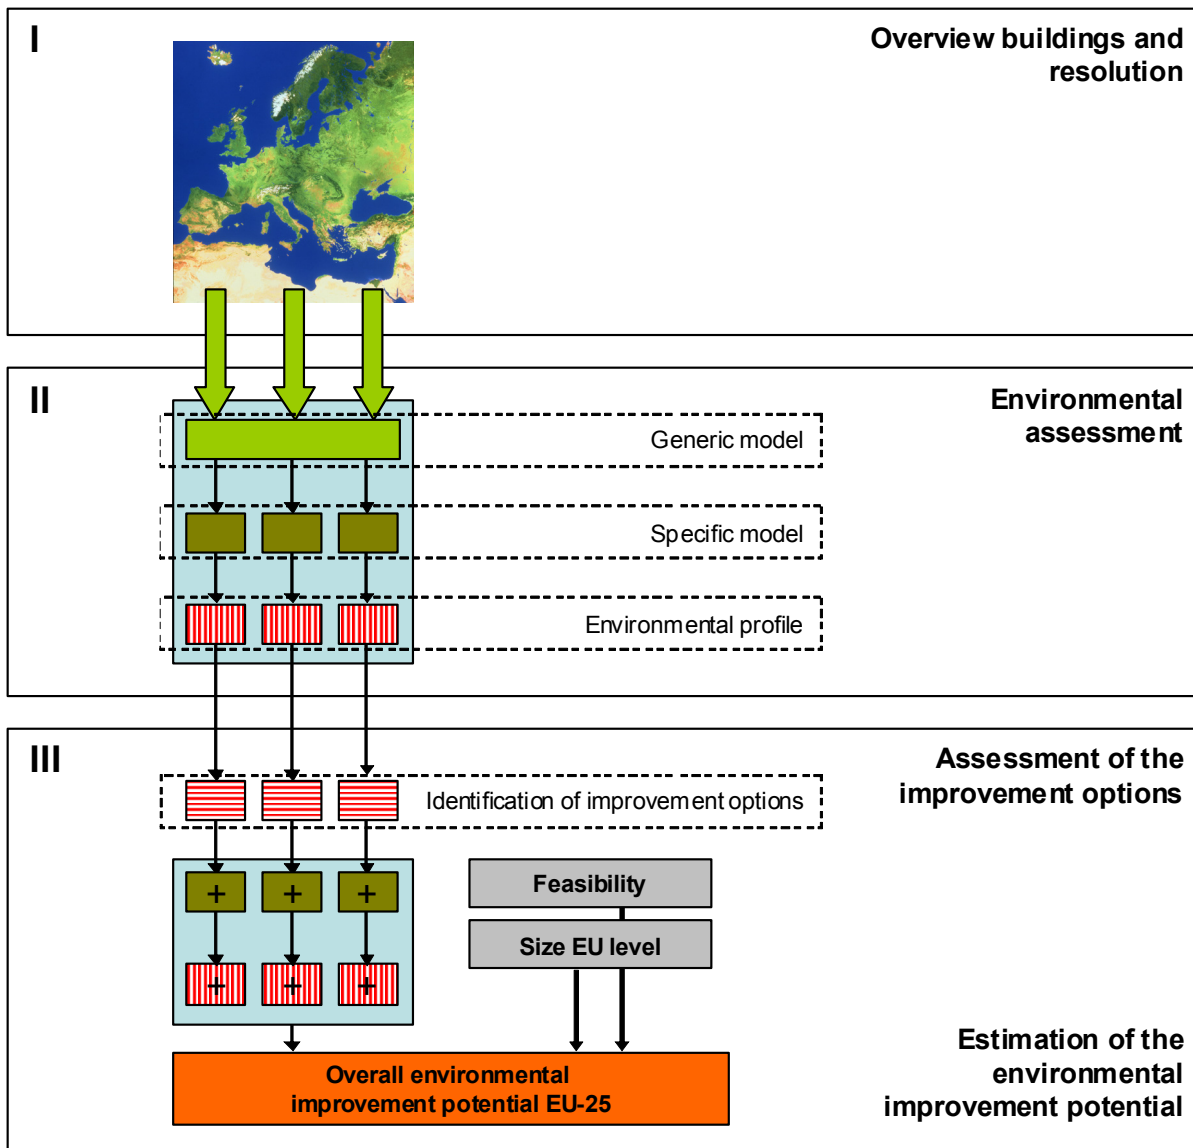 I
Overview buildings and
resolution
II
Environmental
assessment
Generic model
Specific model
Environmental profile
III
Assessment of the
improvement options
Identification of improvement options
Feasibility
+ + +
Size EU level
+ + +
Estimation of the
environmental
improvement potential
Overall environmental
improvement potential EU-25